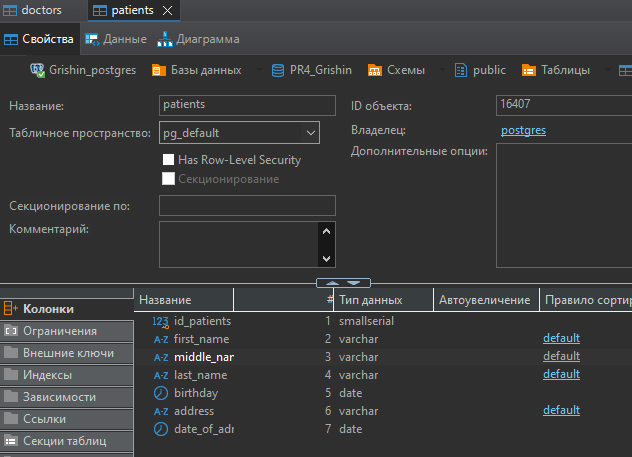 doctors patients
Свойства Данные Диаграмма
Grishin_postgres Базы данных PR4_Grishin Схемы public Таблицы
Название: patients ID объекта: 16407
Табличное пространство: pg_default Владелец: postgres
Дополнительные опции:
Has Row-Level Security
Секционирование
Секционирование по:
Комментарий:
Колонки
Ограничения
Внешние ключи
Индексы
Зависимости
Ссылки
Секции таблиц
Название # Тип данных Автоувеличение Правило сортир
123 id_patients 1 smallserial
A-Z first_name 2 varchar default
A-Z middle_nar 3 varchar default
A-Z last_name 4 varchar default
birthday 5 date
A-Z address 6 varchar default
date_of_adr 7 date